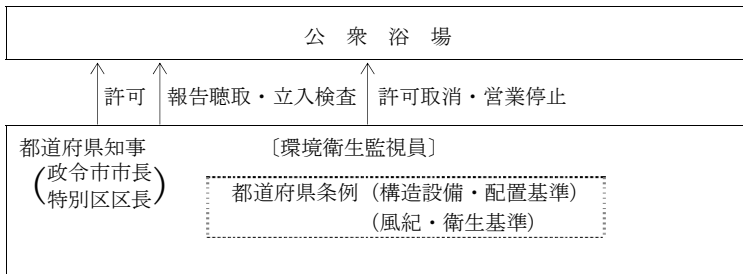 公衆浴場
許可 報告聴取・立入検査 許可取消・営業停止
都道府県知事 〔環境衛生監視員〕
(政令市市長
特別区区長)
都道府県条例(構造設備・配置基準)
(風紀・衛生基準)